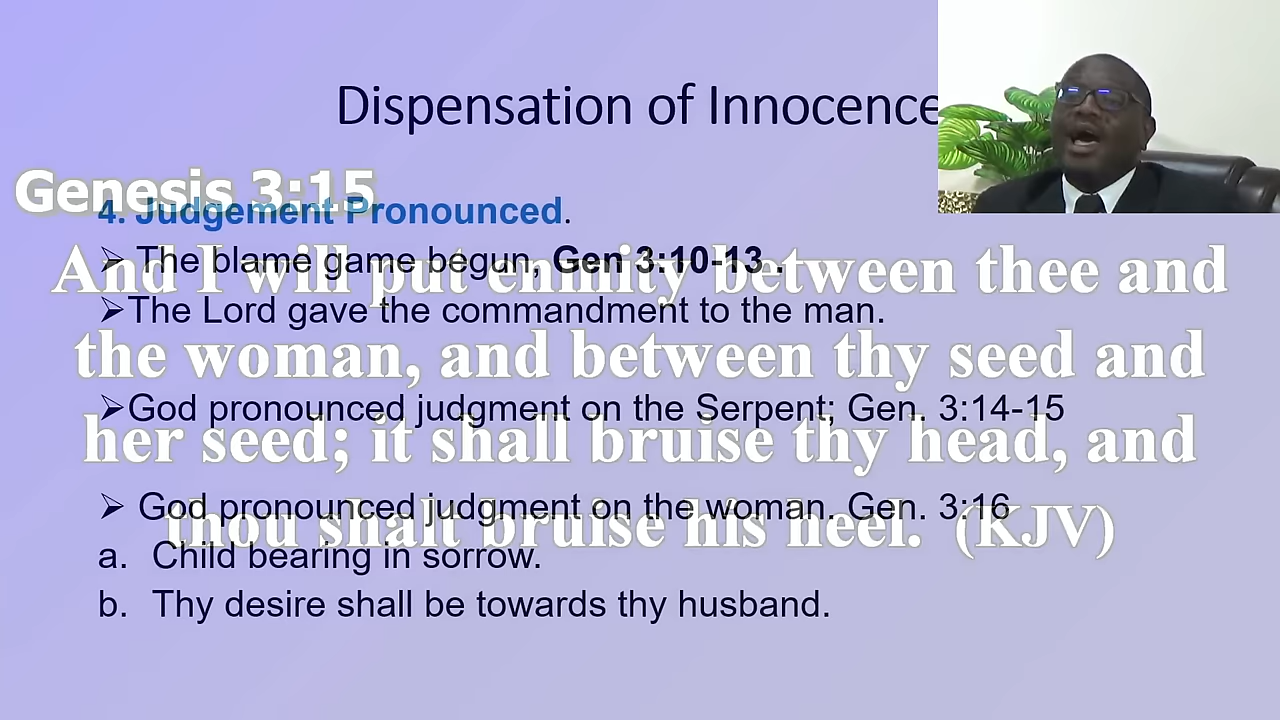 Dispensation of Innocence
Genesis 3:15
4. Judgement Pronounced.
➢ The blame game begun, Gen 3:10-13 .
➢The Lord gave the commandment to the man.
➢God pronounced judgment on the Serpent; Gen. 3:14-15
➢ God pronounced judgment on the woman. Gen. 3:16
a. Child bearing in sorrow.
b. Thy desire shall be towards thy husband.
And I will put enmity between thee and
the woman, and between thy seed and
her seed; it shall bruise thy head, and
thou shalt bruise his heel. (KJV)